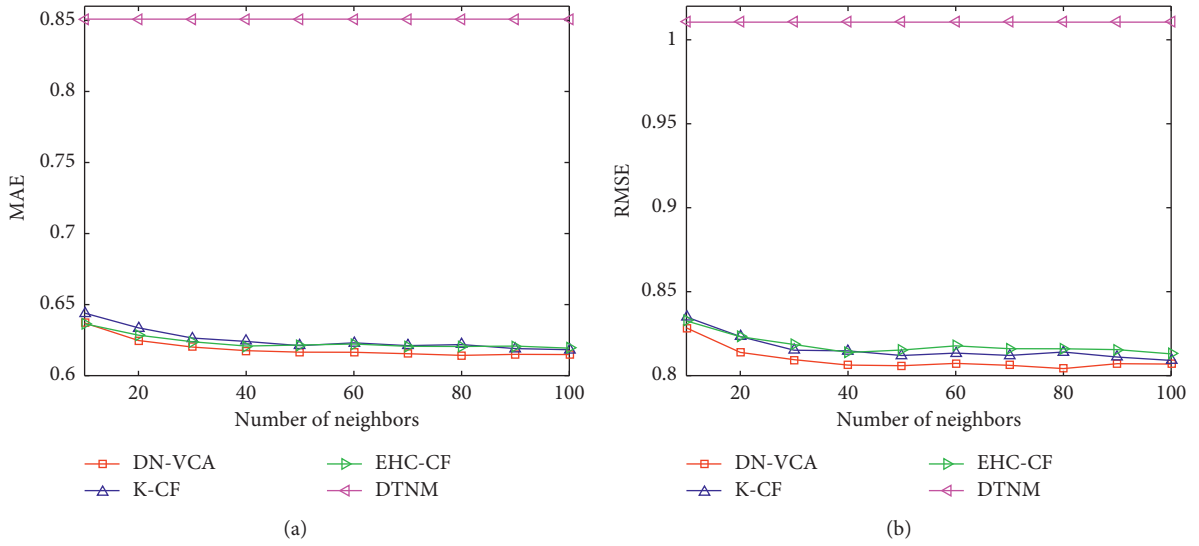 0.85
0.8
0.75
0.7
0.65
0.6
MAE
20 40 60 80 100
Number of neighbors
DN-VCA EHC-CF
K-CF DTNM
(a)
1
0.95
0.9
0.85
0.8
RMSE
20 40 60 80 100
Number of neighbors
DN-VCA EHC-CF
K-CF DTNM
(b)